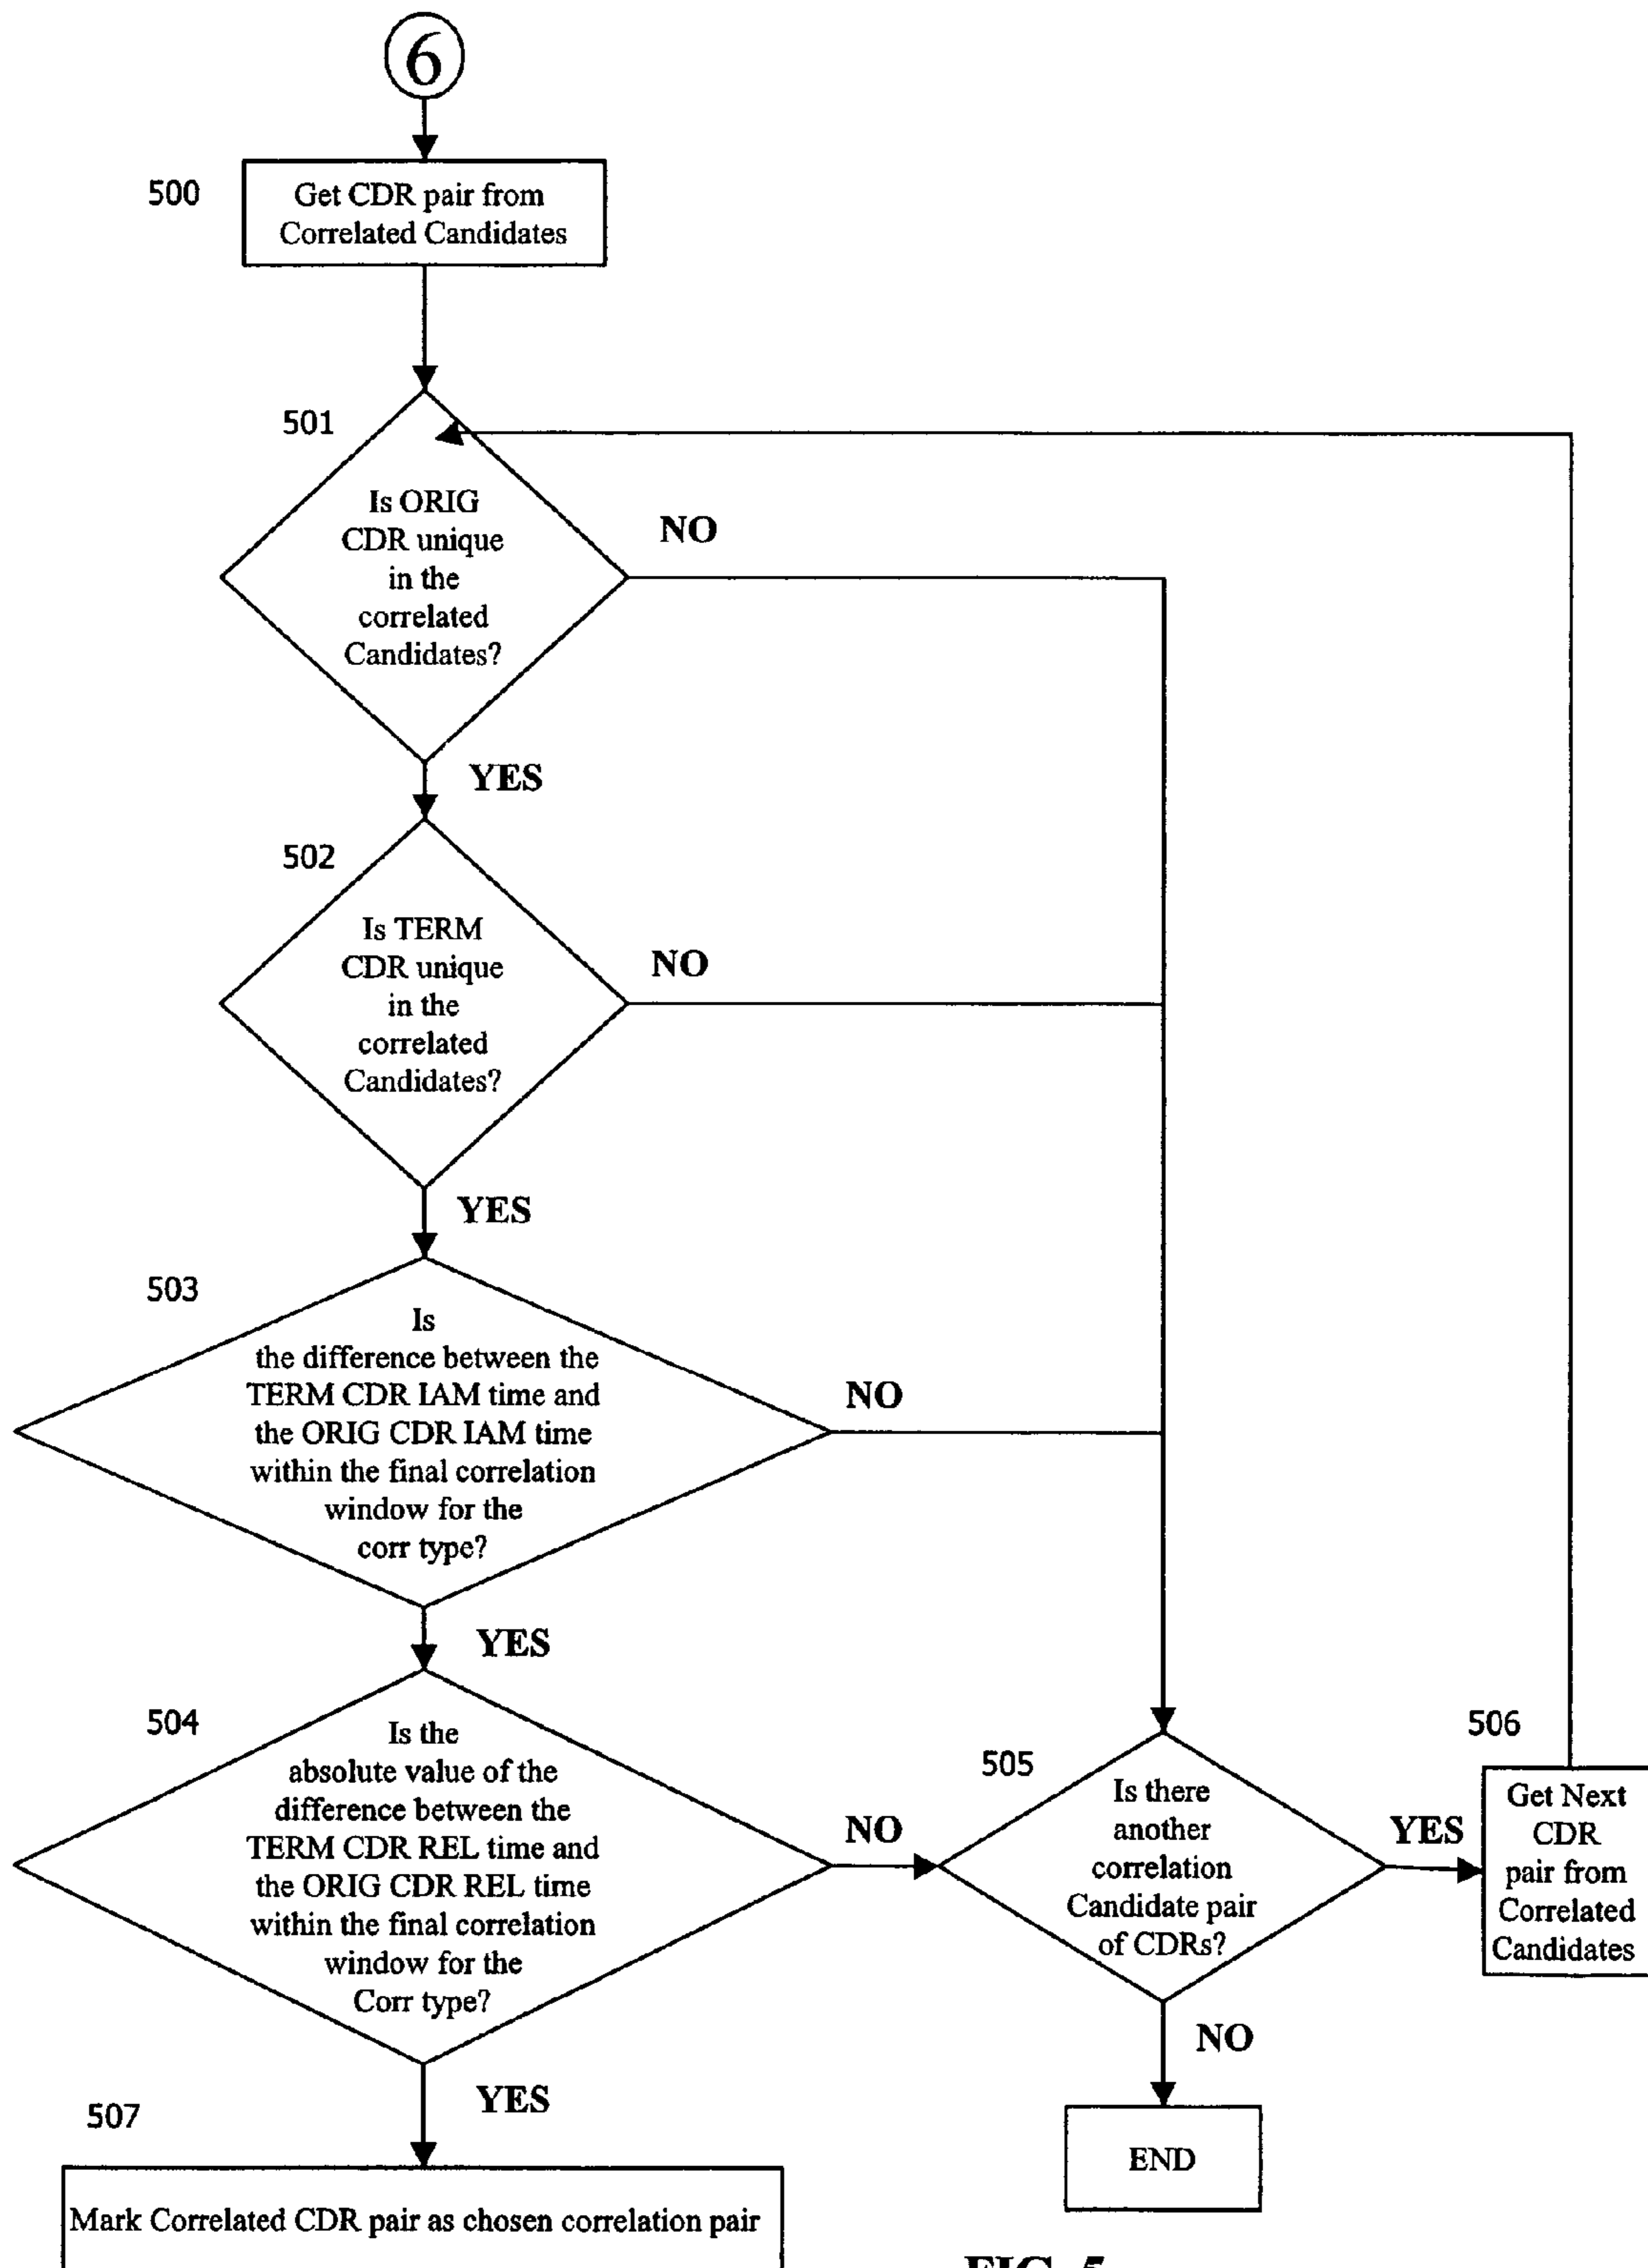 6
500
Get CDR pair from
Correlated Candidates
501
Is ORIG
CDR unique
in the
correlated
Candidates?
NO
YES
502
Is TERM
CDR unique
in the
correlated
Candidates?
NO
YES
503
Is
the difference between the
TERM CDR IAM time and
the ORIG CDR IAM time
within the final correlation
window for the
corr type?
NO
YES
504
Is the
absolute value of the
difference between the
TERM CDR REL time and
the ORIG CDR REL time
within the final correlation
window for the
Corr type?
NO
YES
505
Is there
another
correlation
Candidate pair
of CDRs?
YES
NO
506
Get Next
CDR
pair from
Correlated
Candidates
END
507
Mark Correlated CDR pair as chosen correlation pair
FIG. 5